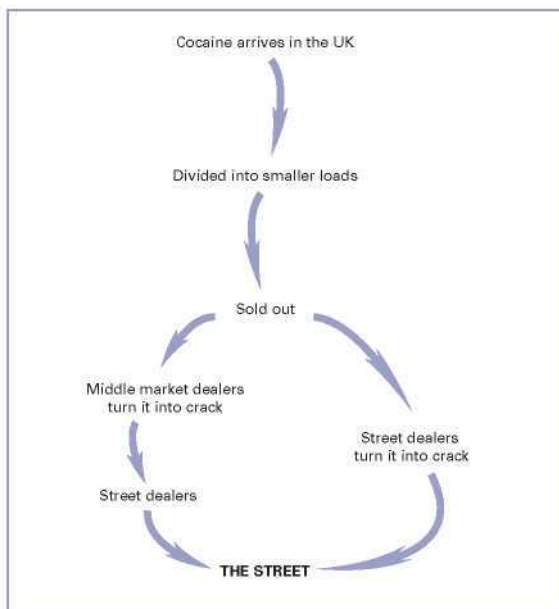 Cocaine arrives in the UK
Divided into smaller loads
Sold out
Middle market dealers
turn it into crack
Street dealers
turn it into crack
Street dealers
THE STREET